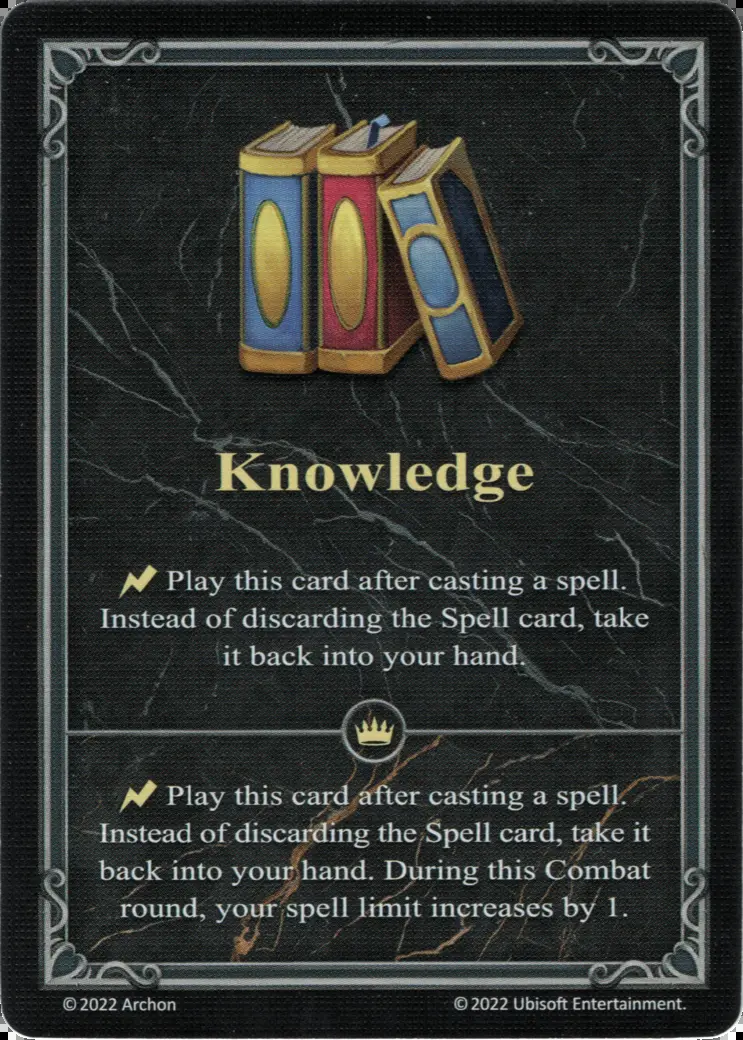 Knowledge
Play this card after casting a spell.
Instead of discarding the Spell card, take
it back into your hand.
Play this card after casting a spell.
Instead of discarding the Spell card, take it
back into your hand. During this Combat
round, your spell limit increases by 1.
© 2022 Archon
© 2022 Ubisoft Entertainment.